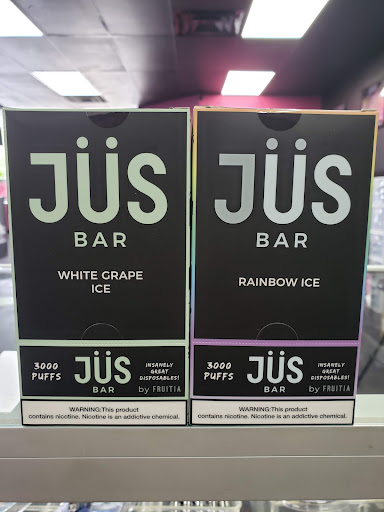 JÜS
BAR
WHITE GRAPE
ICE
3000
PUFFS
JÜS
BAR
INSANELY
GREAT
DISPOSABLES!
by FRUITIA
WARNING:This product
contains nicotine. Nicotine is an addictive chemical.
JÜS
BAR
RAINBOW ICE
3000
PUFFS
JÜS
BAR
INSANELY
GREAT
DISPOSABLES!
by FRUITIA
WARNING:This product
contains nicotine. Nicotine is an addictive chemical.